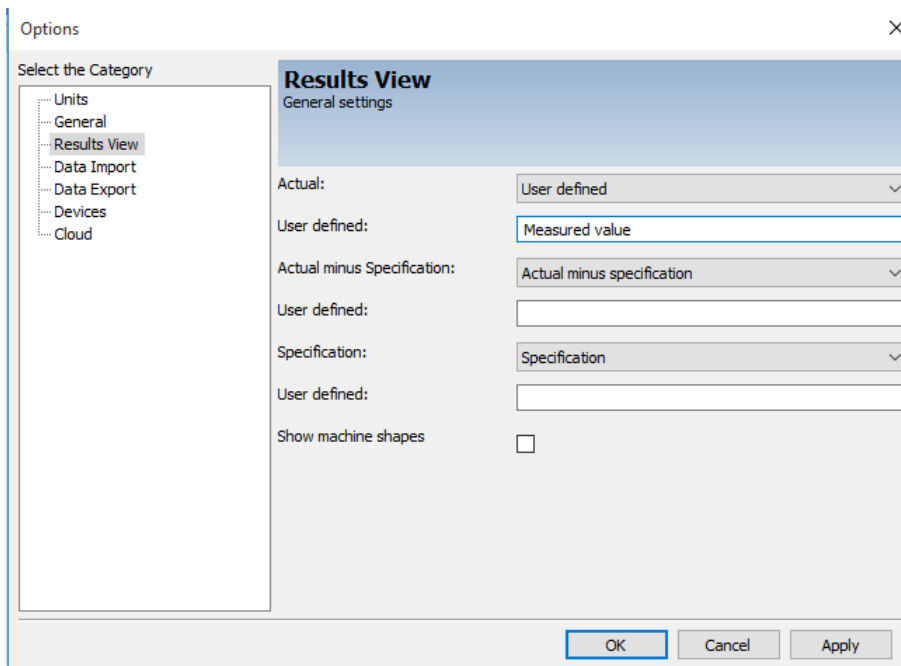 Options
Select the Category
Units
General
Results View
Data Import
Data Export
Devices
Cloud
Results View
General settings
Actual:
User defined
User defined:
Measured value
Actual minus Specification:
Actual minus specification
User defined:
Specification:
Specification
User defined:
Show machine shapes
OK
Cancel
Apply